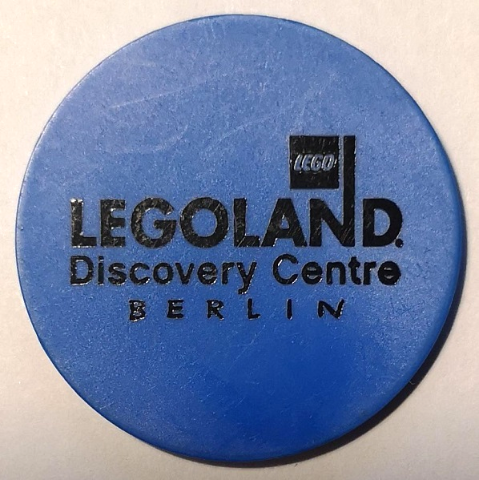 LEGO
LEGOLAND.
Discovery Centre
BERLIN